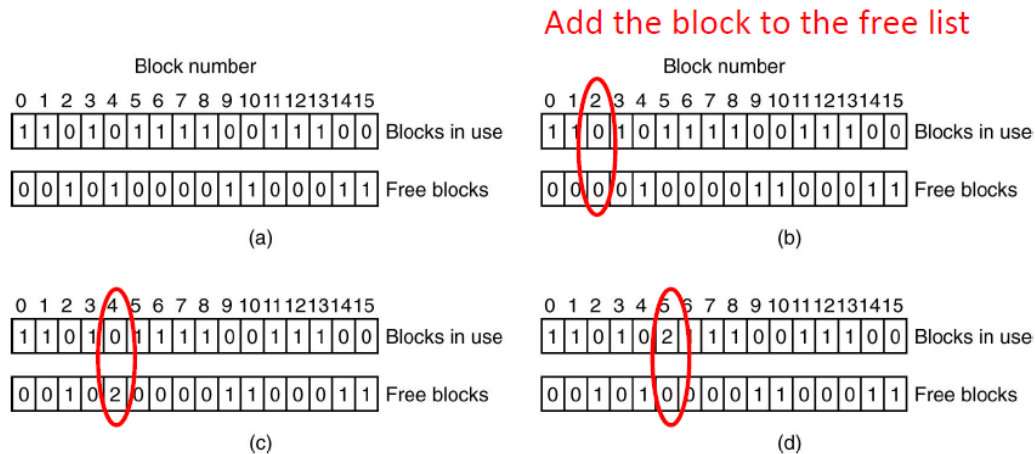 Add the block to the free list
Block number
0 1 2 3 4 5 6 7 8 9 10 11 12 13 14 15
1 1 0 1 0 1 1 1 1 0 0 1 1 1 0 0 Blocks in use
0 0 1 0 1 0 0 0 0 1 1 0 0 0 1 1 Free blocks
(a)
Block number
0 1 2 3 4 5 6 7 8 9 10 11 12 13 14 15
1 1 0 1 0 1 1 1 1 0 0 1 1 1 0 0 Blocks in use
0 0 0 0 1 0 0 0 0 1 1 0 0 0 1 1 Free blocks
(b)
0 1 2 3 4 5 6 7 8 9 10 11 12 13 14 15
1 1 0 1 0 1 1 1 1 0 0 1 1 1 0 0 Blocks in use
0 0 1 0 2 0 0 0 0 1 1 0 0 0 1 1 Free blocks
(c)
0 1 2 3 4 5 6 7 8 9 10 11 12 13 14 15
1 1 0 1 0 2 1 1 1 0 0 1 1 1 0 0 Blocks in use
0 0 1 0 1 0 0 0 0 1 1 0 0 0 1 1 Free blocks
(d)